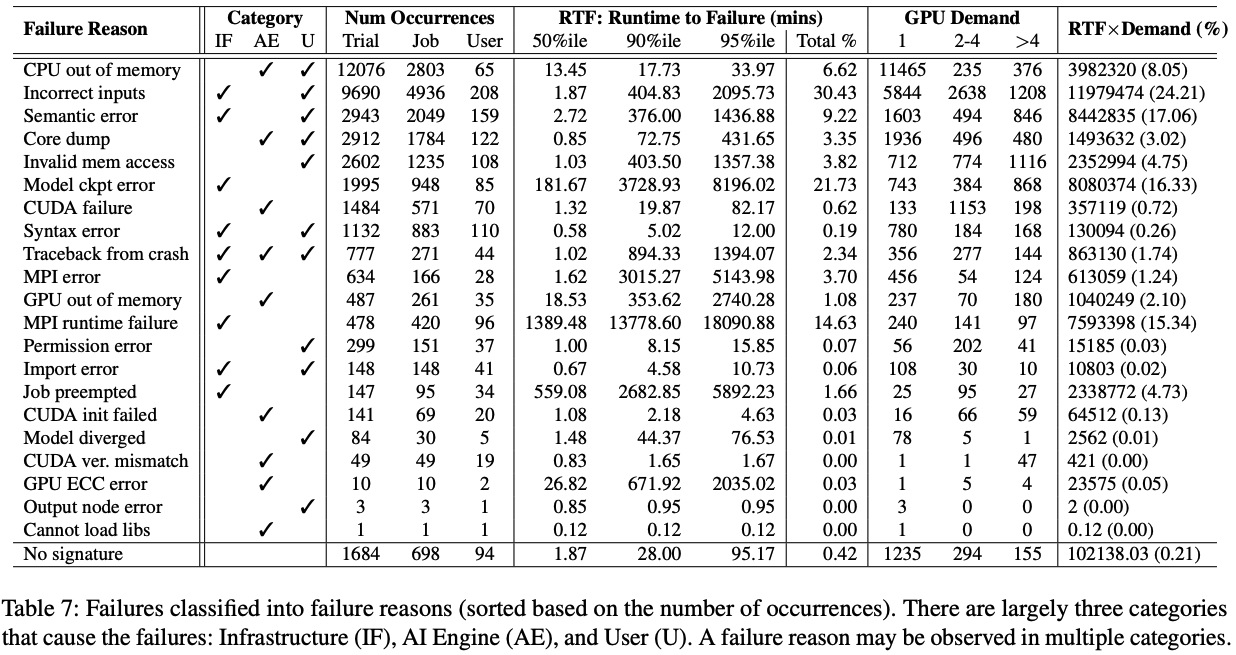 Failure Reason Category Num Occurrences RTF: Runtime to Failure (mins) GPU Demand RTF×Demand (%)
IF AE U Trial Job User 50%ile 90%ile 95%ile Total % 1 2-4 >4
CPU out of memory ✓ ✓ 12076 2803 65 13.45 17.73 33.97 6.62 11465 235 376 3982320 (8.05)
Incorrect inputs ✓ ✓ 9690 4936 208 1.87 404.83 2095.73 30.43 5844 2638 1208 11979474 (24.21)
Semantic error ✓ ✓ 2943 2049 159 2.72 376.00 1436.88 9.22 1603 494 846 8442835 (17.06)
Core dump ✓ ✓ 2912 1784 122 0.85 72.75 431.65 3.35 1936 496 480 1493632 (3.02)
Invalid mem access ✓ 2602 1235 108 1.03 403.50 1357.38 3.82 712 774 1116 2352994 (4.75)
Model ckpt error ✓ 1995 948 85 181.67 3728.93 8196.02 21.73 743 384 868 8080374 (16.33)
CUDA failure ✓ 1484 571 70 1.32 19.87 82.17 0.62 133 1153 198 357119 (0.72)
Syntax error ✓ ✓ 1132 883 110 0.58 5.02 12.00 0.19 780 184 168 130094 (0.26)
Traceback from crash ✓ ✓ ✓ 777 271 44 1.02 894.33 1394.07 2.34 356 277 144 863130 (1.74)
MPI error ✓ 634 166 28 1.62 3015.27 5143.98 3.70 456 54 124 613059 (1.24)
GPU out of memory ✓ 487 261 35 18.53 353.62 2740.28 1.08 237 70 180 1040249 (2.10)
MPI runtime failure ✓ 478 420 96 1389.48 13778.60 18090.88 14.63 240 141 97 7593398 (15.34)
Permission error ✓ 299 151 37 1.00 8.15 15.85 0.07 56 202 41 15185 (0.03)
Import error ✓ ✓ 148 148 41 0.67 4.58 10.73 0.06 108 30 10 10803 (0.02)
Job preempted ✓ 147 95 34 559.08 2682.85 5892.23 1.66 25 95 27 2338772 (4.73)
CUDA init failed ✓ 141 69 20 1.08 2.18 4.63 0.03 16 66 59 64512 (0.13)
Model diverged ✓ 84 30 5 1.48 44.37 76.53 0.01 78 5 1 2562 (0.01)
CUDA ver. mismatch ✓ 49 49 19 0.83 1.65 1.67 0.00 1 1 47 421 (0.00)
GPU ECC error ✓ 10 10 2 26.82 671.92 2035.02 0.03 1 5 4 23575 (0.05)
Output node error ✓ 3 3 1 0.85 0.95 0.95 0.00 3 0 0 2 (0.00)
Cannot load libs ✓ 1 1 1 0.12 0.12 0.12 0.00 1 0 0 0.12 (0.00)
No signature 1684 698 94 1.87 28.00 95.17 0.42 1235 294 155 102138.03 (0.21)
Table 7: Failures classified into failure reasons (sorted based on the number of occurrences). There are largely three categories
that cause the failures: Infrastructure (IF), AI Engine (AE), and User (U). A failure reason may be observed in multiple categories.